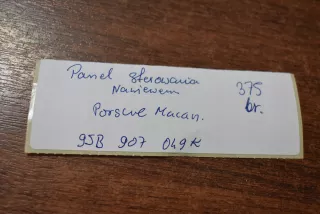 Panel sterowania
Nawiewem
375
br.
Porsche Macan.
95B 907 049K